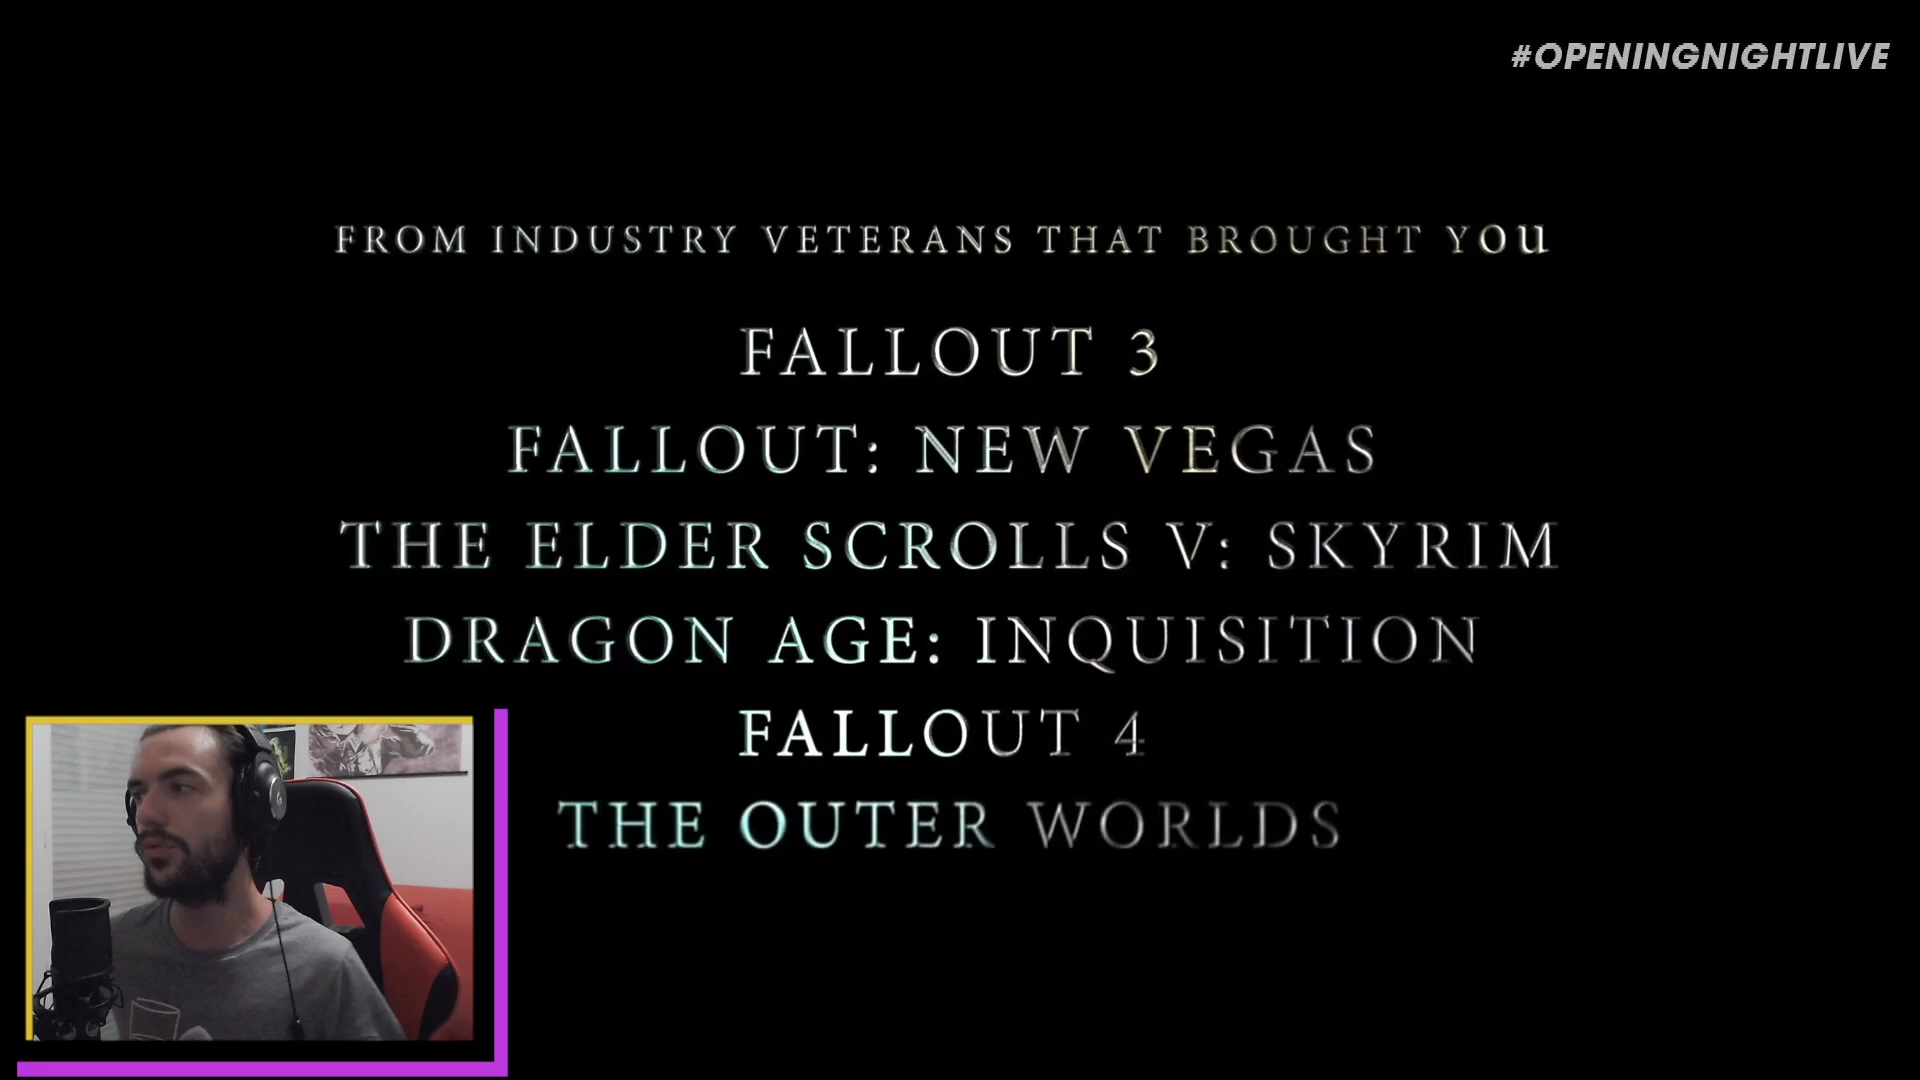 #OPENINGNIGHTLIVE
FROM INDUSTRY VETERANS THAT BROUGHT YOU
FALLOUT 3
FALLOUT: NEW VEGAS
THE ELDER SCROLLS V: SKYRIM
DRAGON AGE: INQUISITION
FALLOUT 4
THE OUTER WORLDS